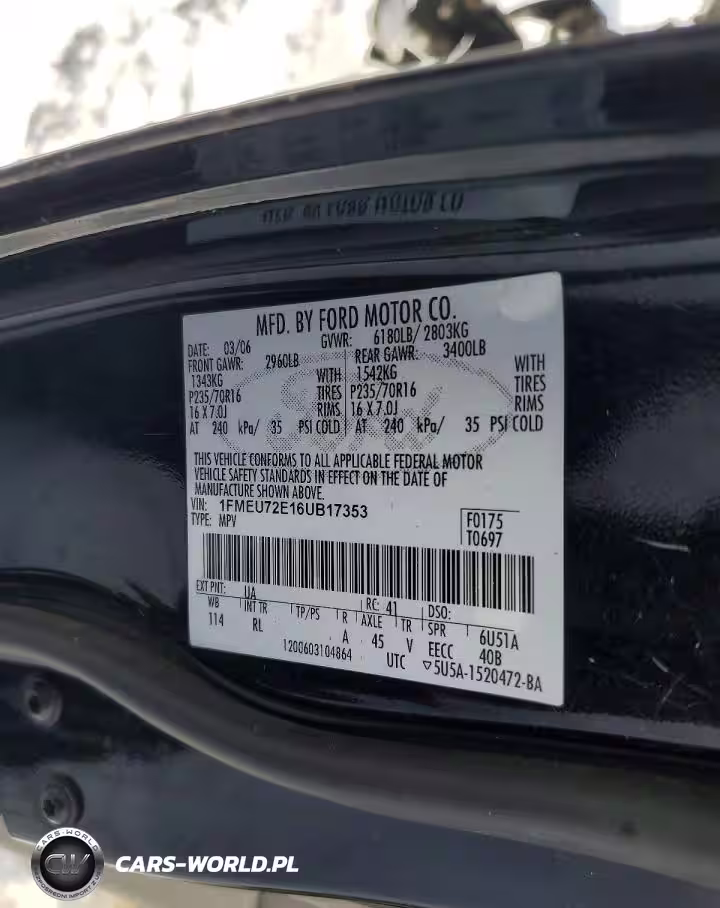 MFD. BY FORD MOTOR CO.
DATE: 03/06 GVWR: 6180LB/ 2803KG
FRONT GAWR: 2960LB REAR GAWR: 3400LB
1343KG WITH 1542KG WITH
P235/70R16 TIRES P235/70R16 TIRES
16 X 7.0J RIMS 16 X 7.0J RIMS
AT 240 kPa/ 35 PSI COLD AT 240 kPa/ 35 PSI COLD
Ford
THIS VEHICLE CONFORMS TO ALL APPLICABLE FEDERAL MOTOR
VEHICLE SAFETY STANDARDS IN EFFECT ON THE DATE OF
MANUFACTURE SHOWN ABOVE.
VIN: 1FMEU72E16UB17353
TYPE: MPV
F0175
T0697
EXT PNT: UA RC: 41 DSO:
WB INT TR TP/PS R AXLE TR SPR 6U51A
114 RL A 45 V EECC 40B
1200603104864 UTC ▽5U5A-1520472-BA
CARS-WORLD
CW
CARS-WORLD.PL